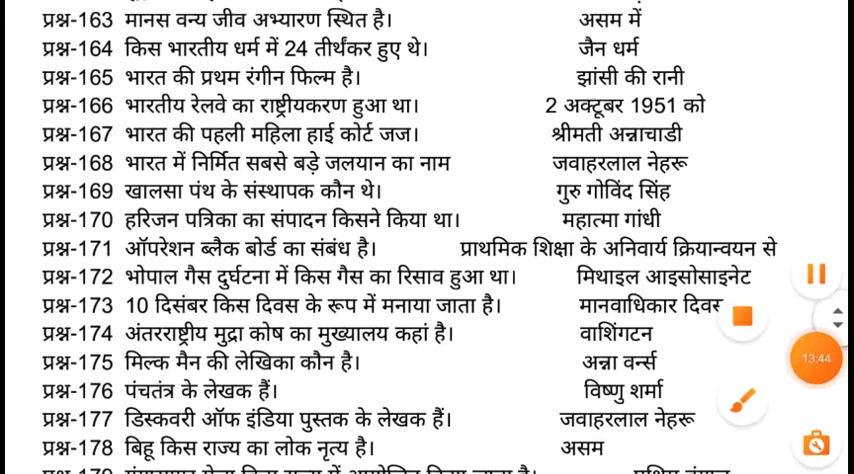 प्रश्न-163 मानस वन्य जीव अभ्यारण स्थित है। असम में
प्रश्न-164 किस भारतीय धर्म में 24 तीर्थंकर हुए थे। जैन धर्म
प्रश्न-165 भारत की प्रथम रंगीन फिल्म है। झांसी की रानी
प्रश्न-166 भारतीय रेलवे का राष्ट्रीयकरण हुआ था। 2 अक्टूबर 1951 को
प्रश्न-167 भारत की पहली महिला हाई कोर्ट जज। श्रीमती अन्नाचाडी
प्रश्न-168 भारत में निर्मित सबसे बड़े जलयान का नाम जवाहरलाल नेहरू
प्रश्न-169 खालसा पंथ के संस्थापक कौन थे। गुरु गोविंद सिंह
प्रश्न-170 हरिजन पत्रिका का संपादन किसने किया था। महात्मा गांधी
प्रश्न-171 ऑपरेशन ब्लैक बोर्ड का संबंध है। प्राथमिक शिक्षा के अनिवार्य क्रियान्वयन से
प्रश्न-172 भोपाल गैस दुर्घटना में किस गैस का रिसाव हुआ था। मिथाइल आइसोसाइनेट
प्रश्न-173 10 दिसंबर किस दिवस के रूप में मनाया जाता है। मानवाधिकार दिवस
प्रश्न-174 अंतरराष्ट्रीय मुद्रा कोष का मुख्यालय कहां है। वाशिंगटन
प्रश्न-175 मिल्क मैन की लेखिका कौन है। अन्ना वर्न्स
13:44
प्रश्न-176 पंचतंत्र के लेखक हैं। विष्णु शर्मा
प्रश्न-177 डिस्कवरी ऑफ इंडिया पुस्तक के लेखक हैं। जवाहरलाल नेहरू
प्रश्न-178 बिहू किस राज्य का लोक नृत्य है। असम